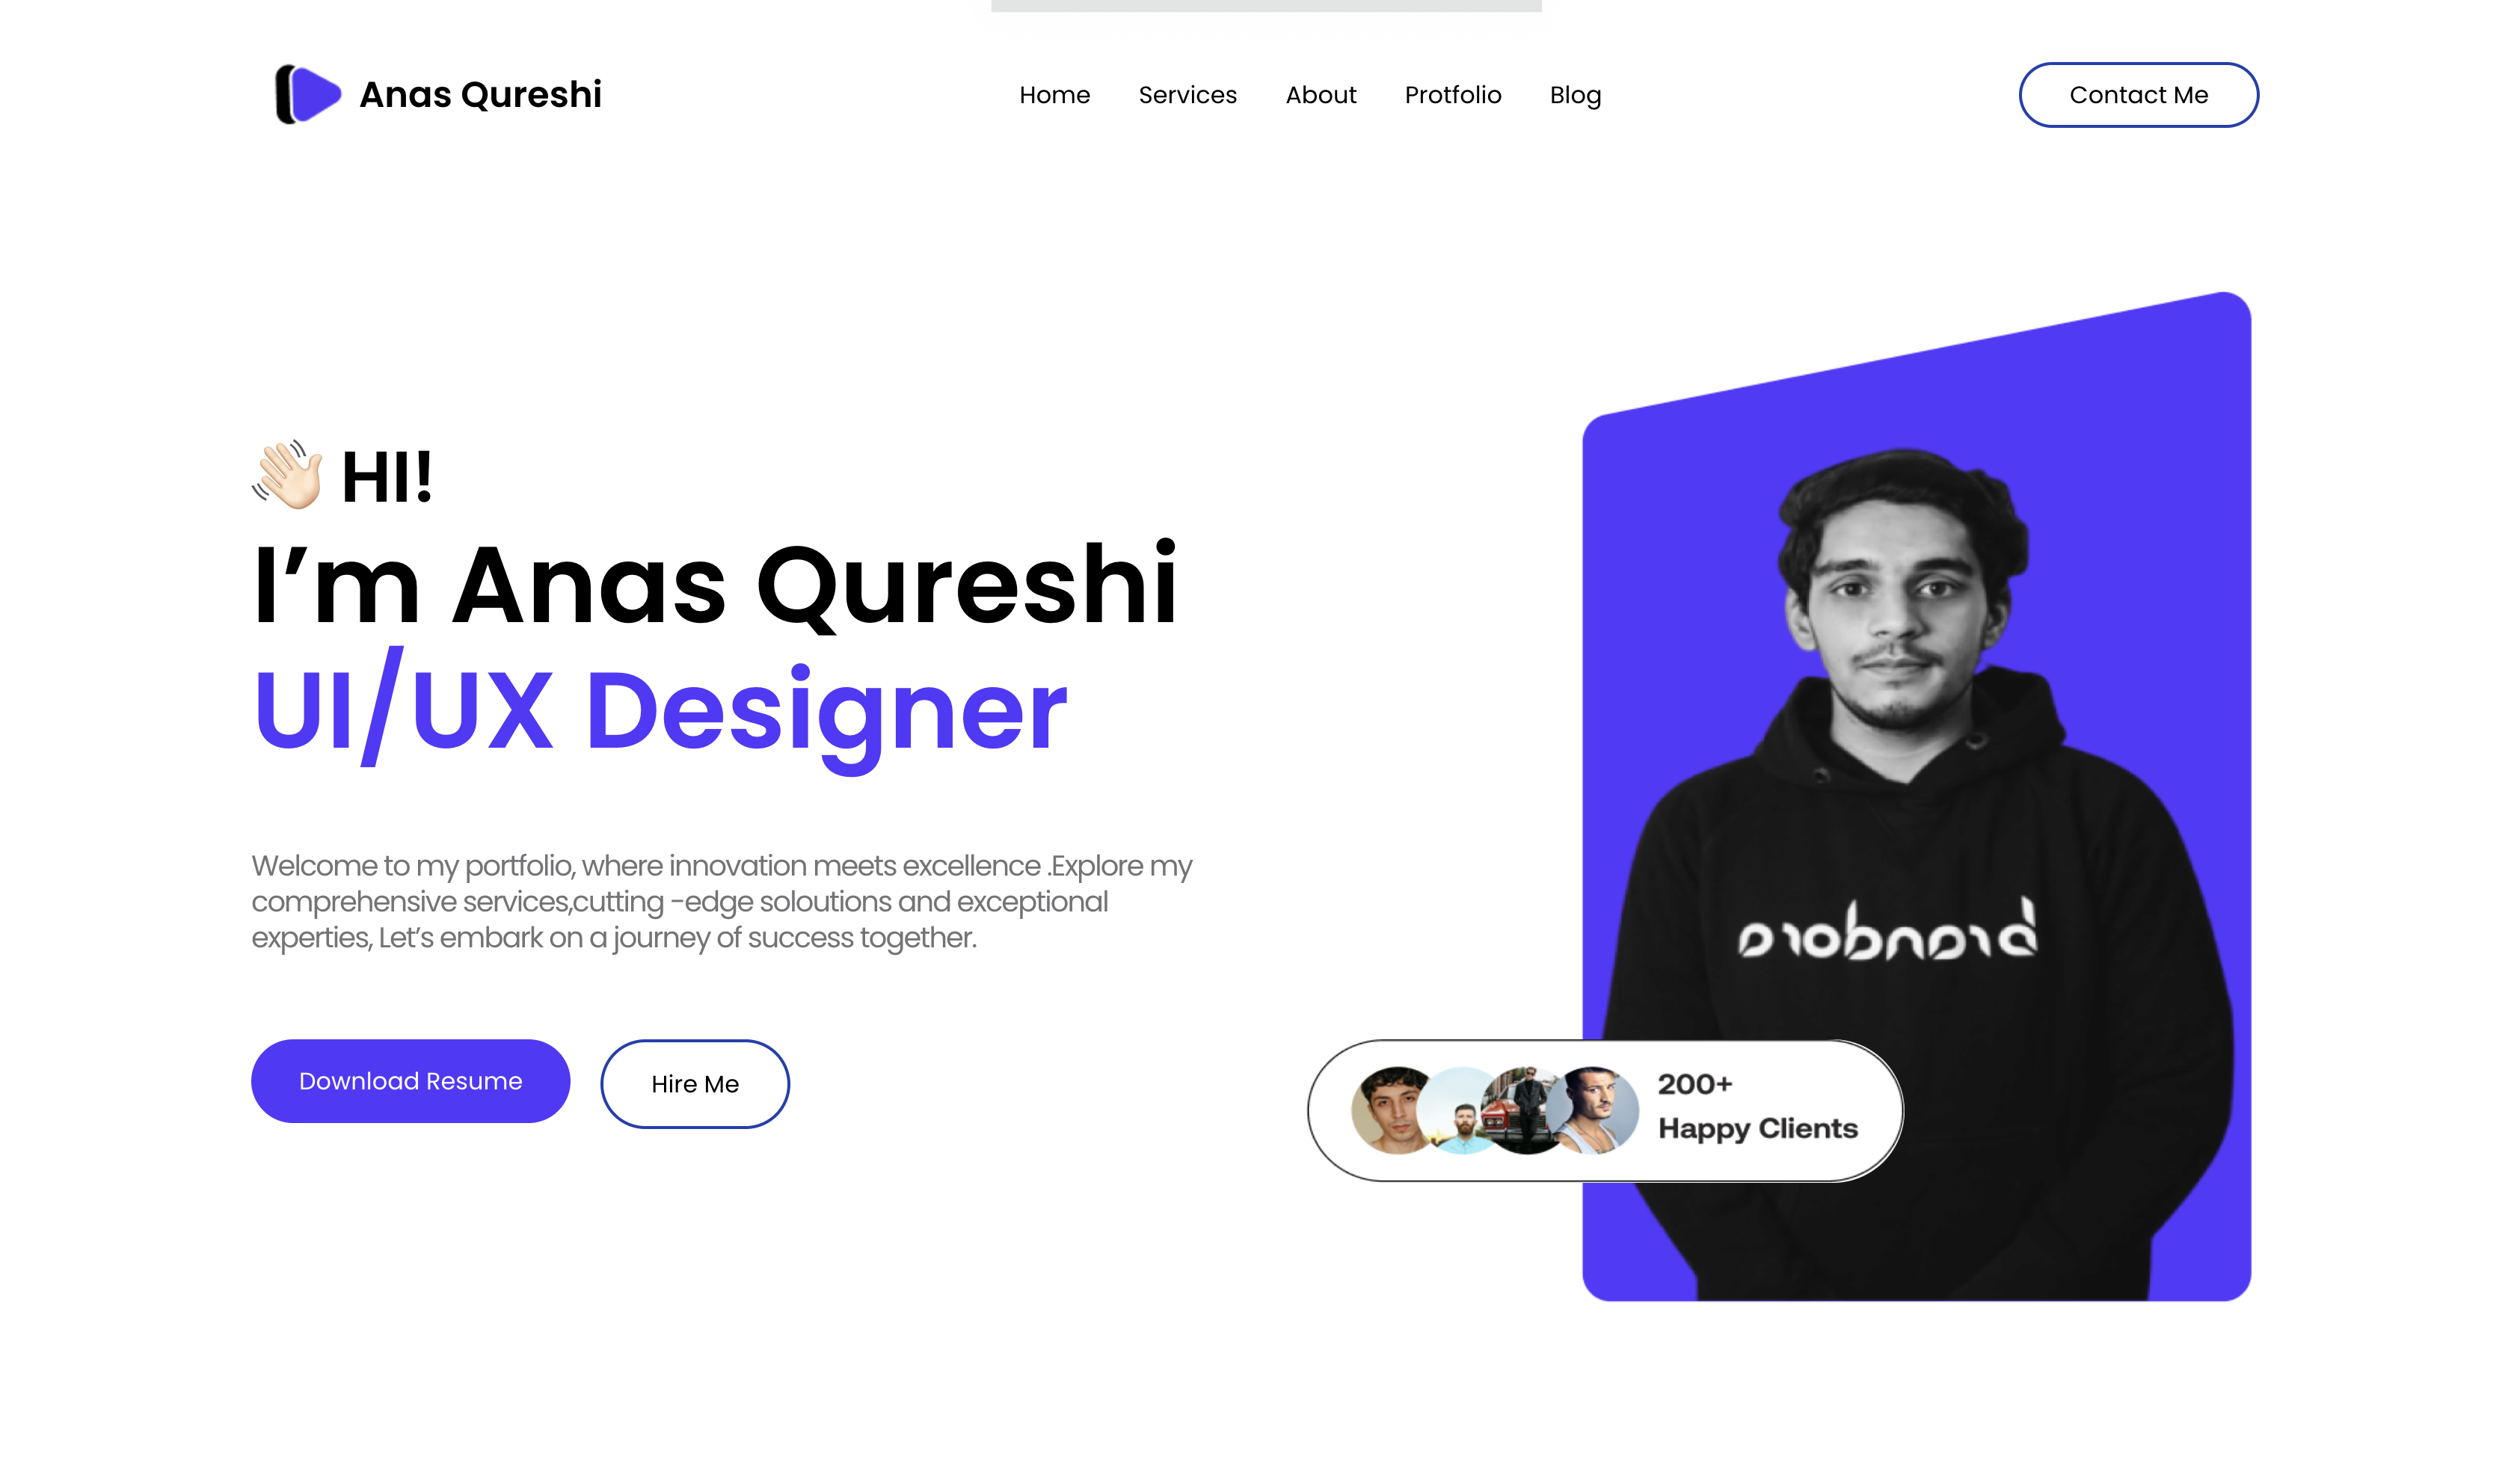 Anas Qureshi
Home Services About Protfolio Blog
Contact Me
👋🏻 HI!
I’m Anas Qureshi
UI/UX Designer
Welcome to my portfolio, where innovation meets excellence .Explore my
comprehensive services,cutting -edge soloutions and exceptional
experties, Let’s embark on a journey of success together.
Download Resume
Hire Me
200+
Happy Clients